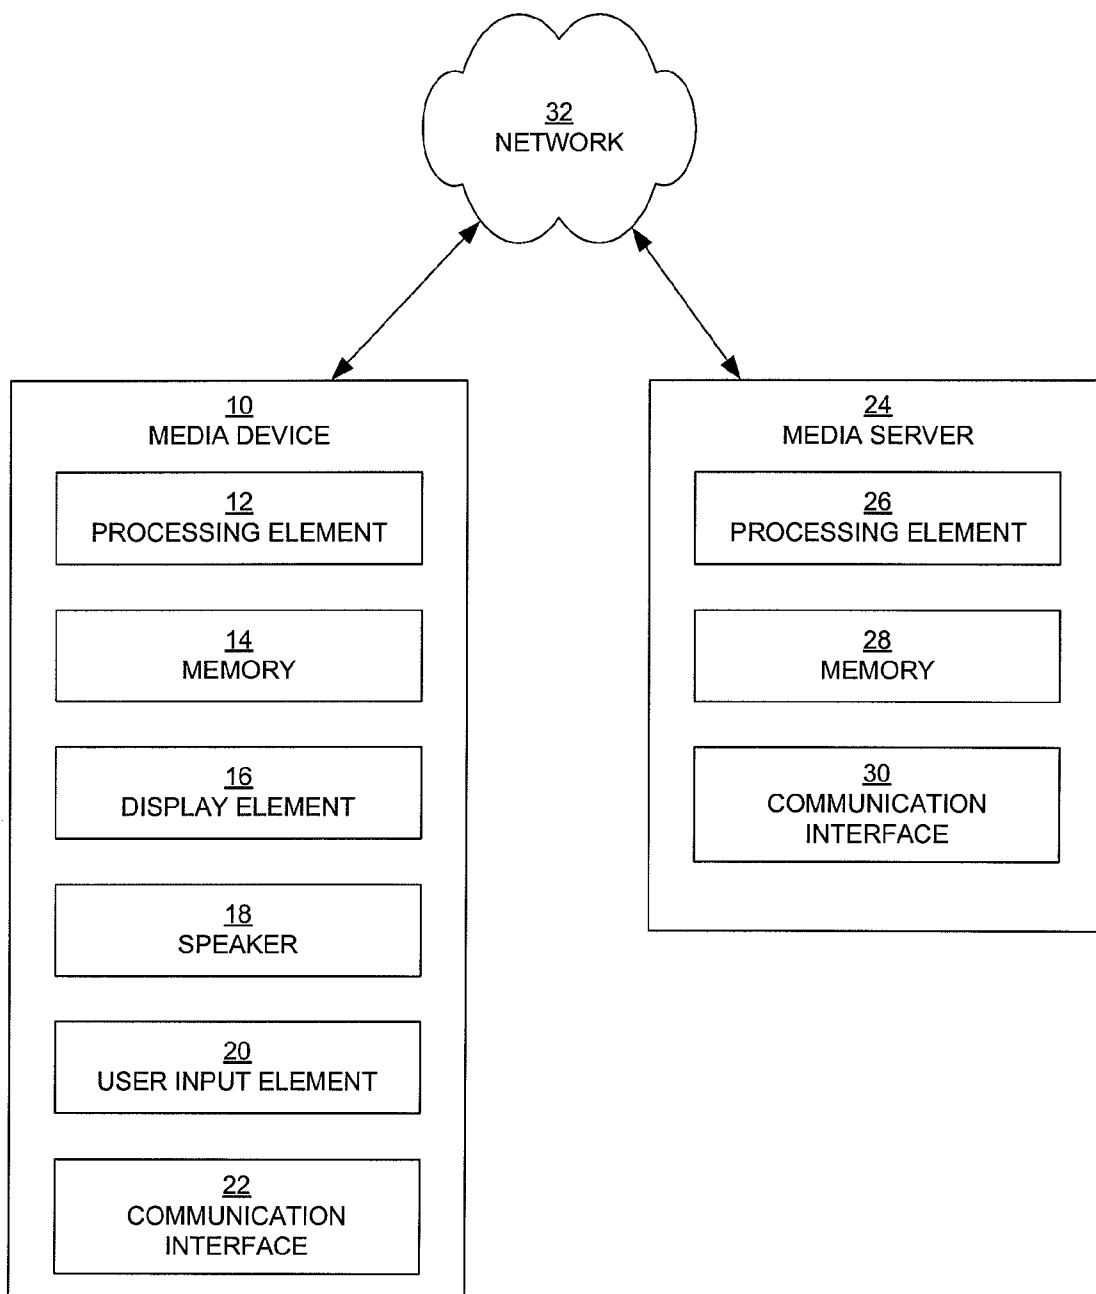 32
NETWORK
10
MEDIA DEVICE
12
PROCESSING ELEMENT
14
MEMORY
16
DISPLAY ELEMENT
18
SPEAKER
20
USER INPUT ELEMENT
22
COMMUNICATION
INTERFACE
24
MEDIA SERVER
26
PROCESSING ELEMENT
28
MEMORY
30
COMMUNICATION
INTERFACE